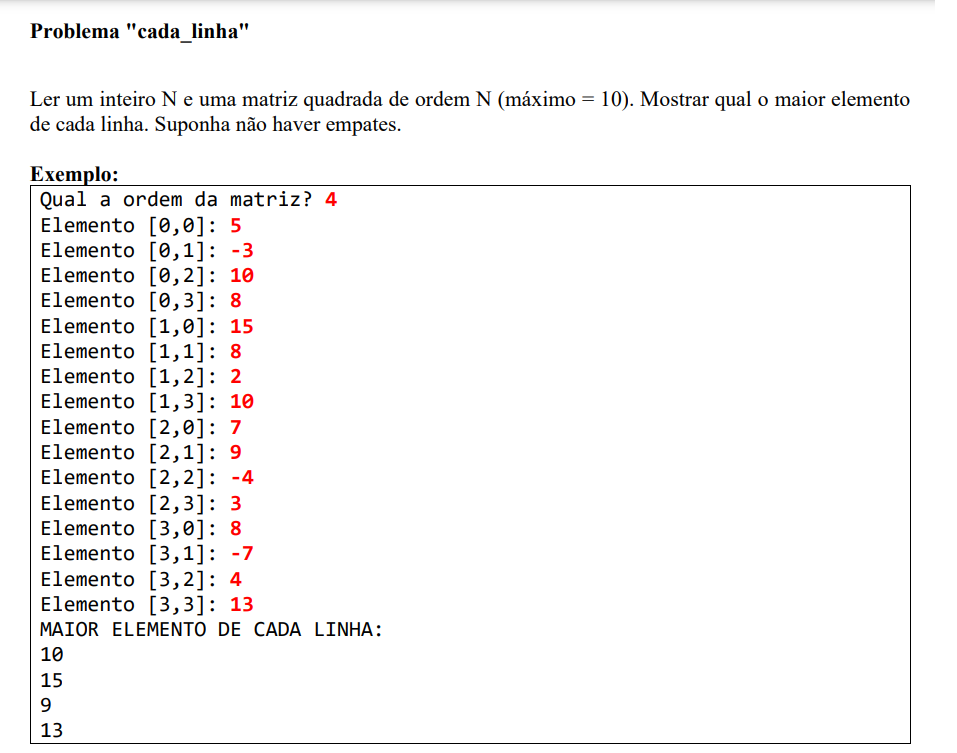 Problema "cada_linha"
Ler um inteiro N e uma matriz quadrada de ordem N (máximo = 10). Mostrar qual o maior elemento
de cada linha. Suponha não haver empates.
Exemplo:
Qual a ordem da matriz? 4
Elemento [0,0]: 5
Elemento [0,1]: -3
Elemento [0,2]: 10
Elemento [0,3]: 8
Elemento [1,0]: 15
Elemento [1,1]: 8
Elemento [1,2]: 2
Elemento [1,3]: 10
Elemento [2,0]: 7
Elemento [2,1]: 9
Elemento [2,2]: -4
Elemento [2,3]: 3
Elemento [3,0]: 8
Elemento [3,1]: -7
Elemento [3,2]: 4
Elemento [3,3]: 13
MAIOR ELEMENTO DE CADA LINHA:
10
15
9
13